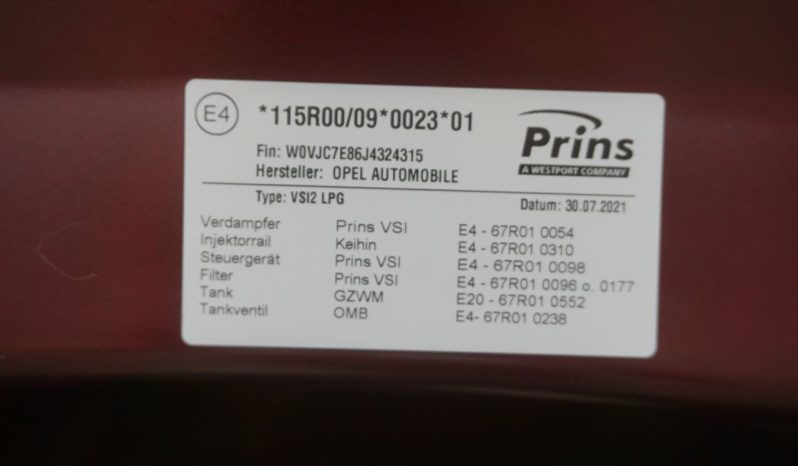 E4 *115R00/09*0023*01
Prins
A WESTPORT COMPANY
Fin: W0VJC7E86J4324315
Hersteller: OPEL AUTOMOBILE
Type: VSI2 LPG Datum: 30.07.2021
Verdampfer Prins VSI E4 - 67R01 0054
Injektorrail Keihin E4 - 67R01 0310
Steuergerät Prins VSI E4 - 67R01 0098
Filter Prins VSI E4 - 67R01 0096 o. 0177
Tank GZWM E20 - 67R01 0552
Tankventil OMB E4- 67R01 0238